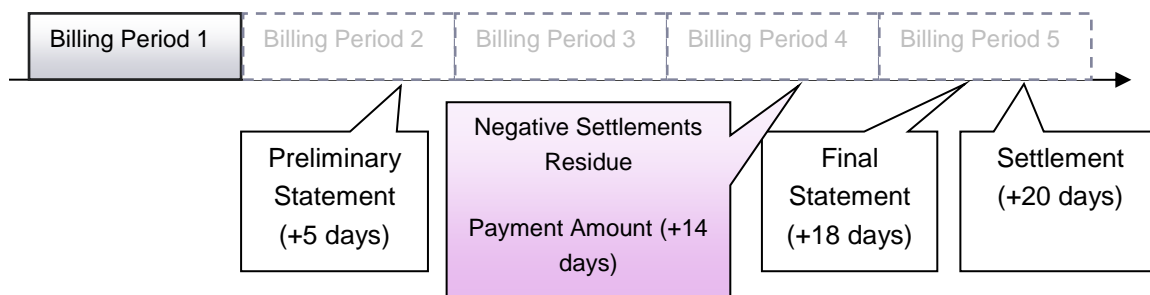 Billing Period 1
Billing Period 2
Billing Period 3
Billing Period 4
Billing Period 5
Preliminary
Statement
(+5 days)
Negative Settlements
Residue
Payment Amount (+14
days)
Final
Statement
(+18 days)
Settlement
(+20 days)